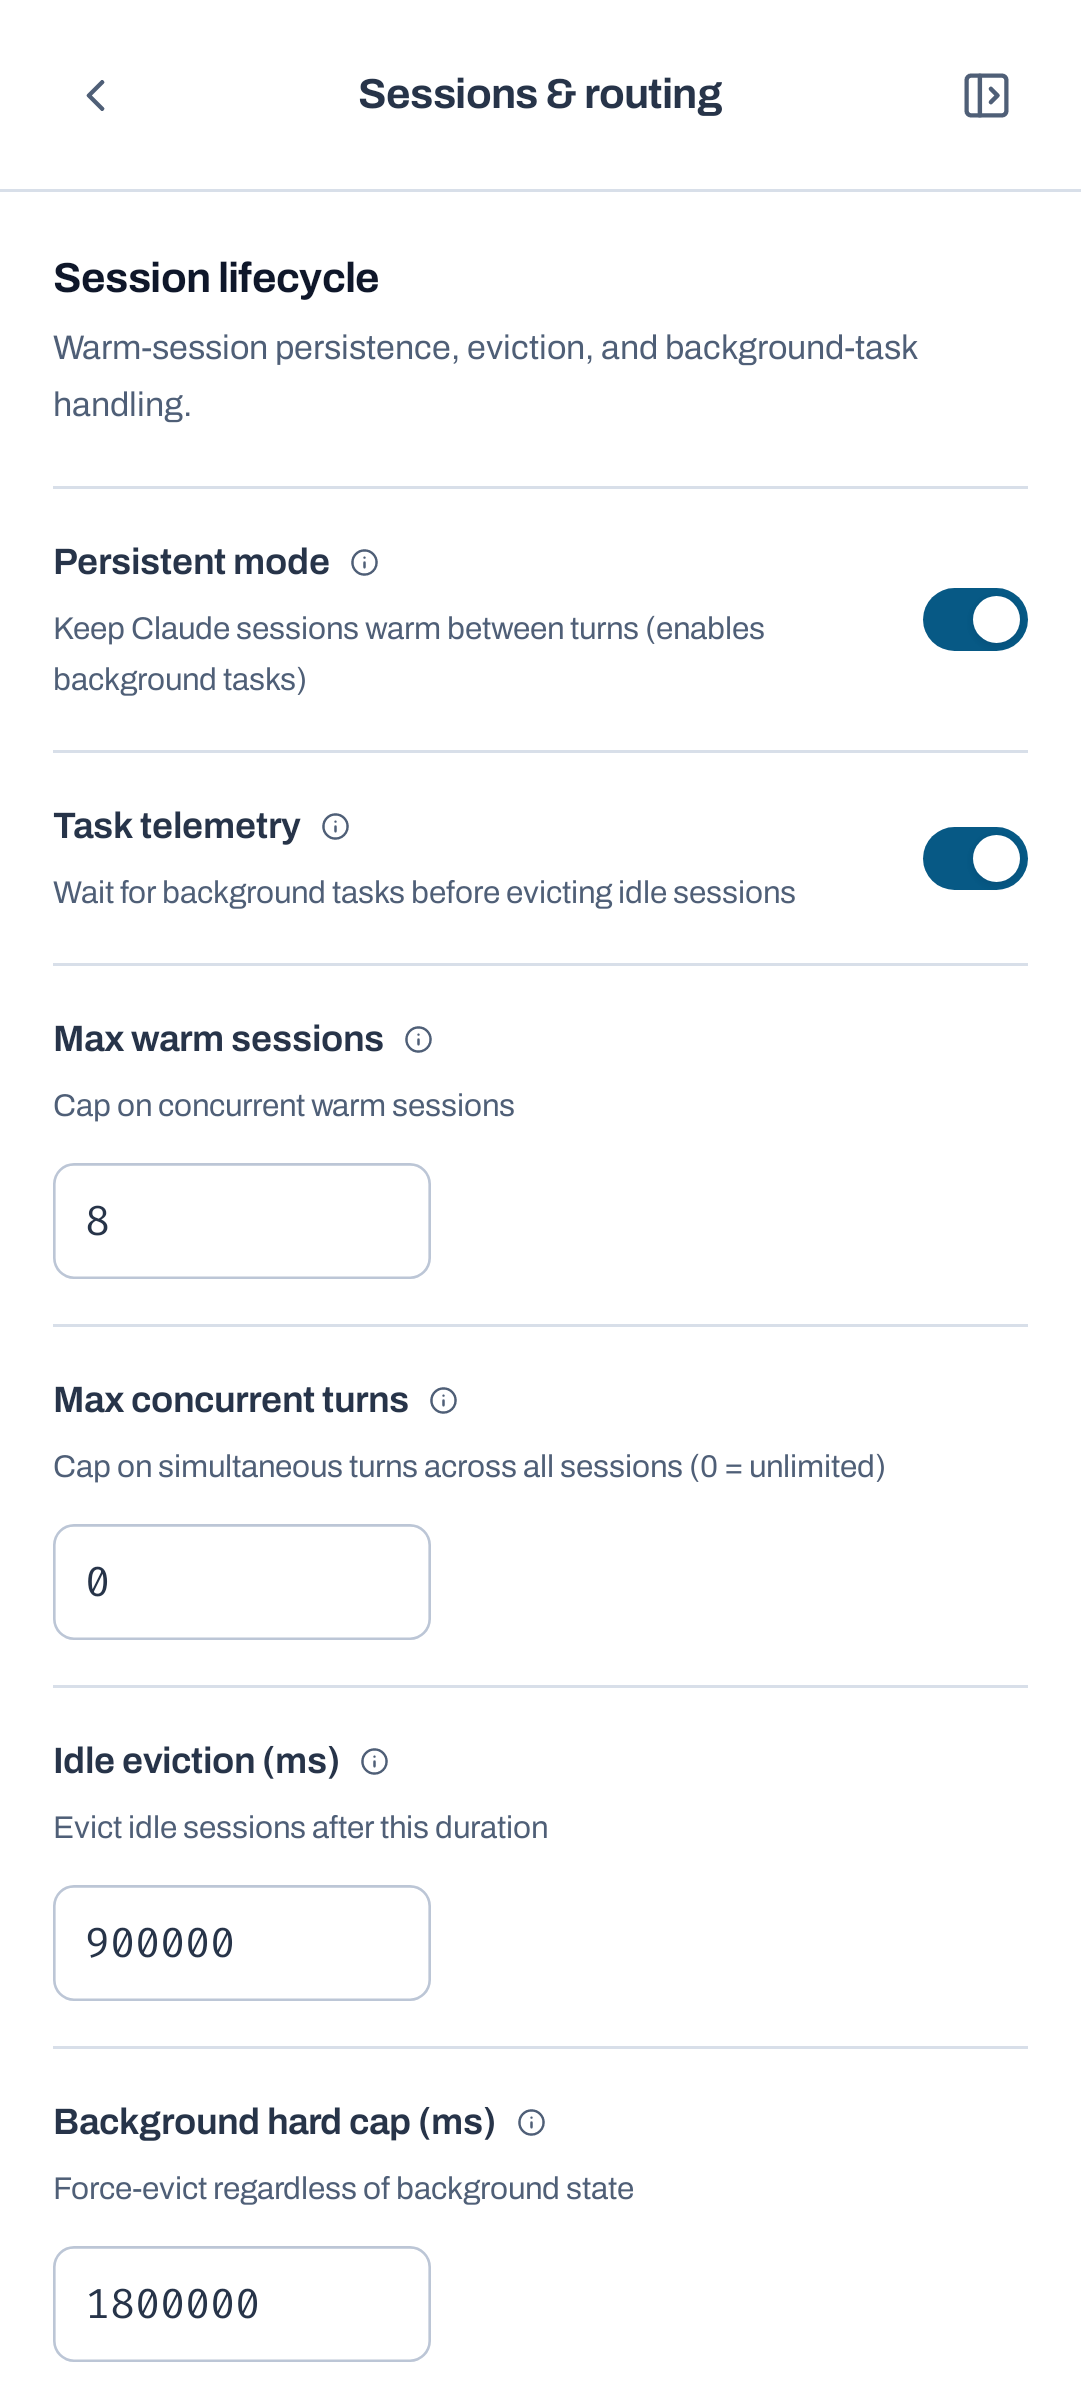 Sessions & routing
Session lifecycle
Warm-session persistence, eviction, and background-task
handling.
Persistent mode
Keep Claude sessions warm between turns (enables
background tasks)
Task telemetry
Wait for background tasks before evicting idle sessions
Max warm sessions
Cap on concurrent warm sessions
8
Max concurrent turns
Cap on simultaneous turns across all sessions (0 = unlimited)
0
Idle eviction (ms)
Evict idle sessions after this duration
900000
Background hard cap (ms)
Force-evict regardless of background state
1800000